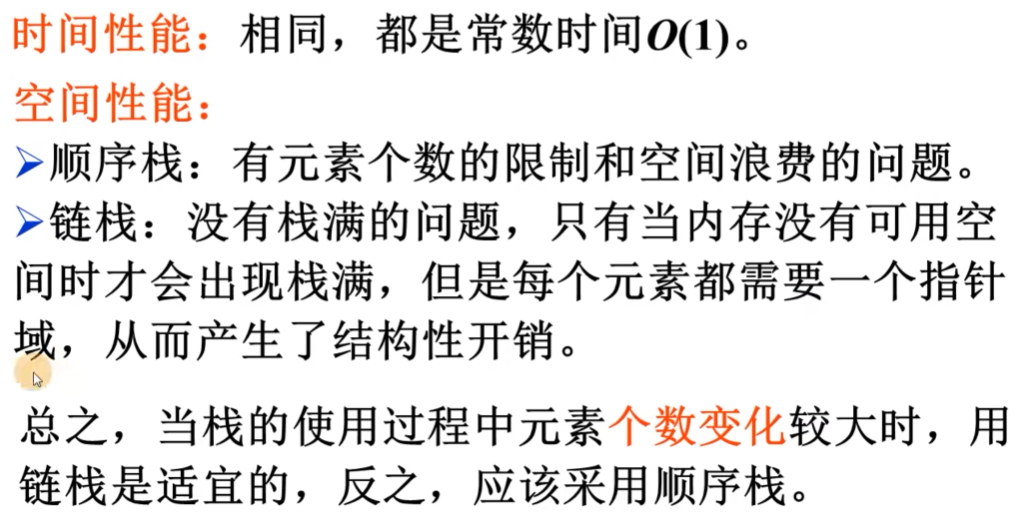 时间性能：相同，都是常数时间O(1)。
空间性能：
➢顺序栈：有元素个数的限制和空间浪费的问题。
➢链栈：没有栈满的问题，只有当内存没有可用空
间时才会出现栈满，但是每个元素都需要一个指针
域，从而产生了结构性开销。
总之，当栈的使用过程中元素个数变化较大时，用
链栈是适宜的，反之，应该采用顺序栈。